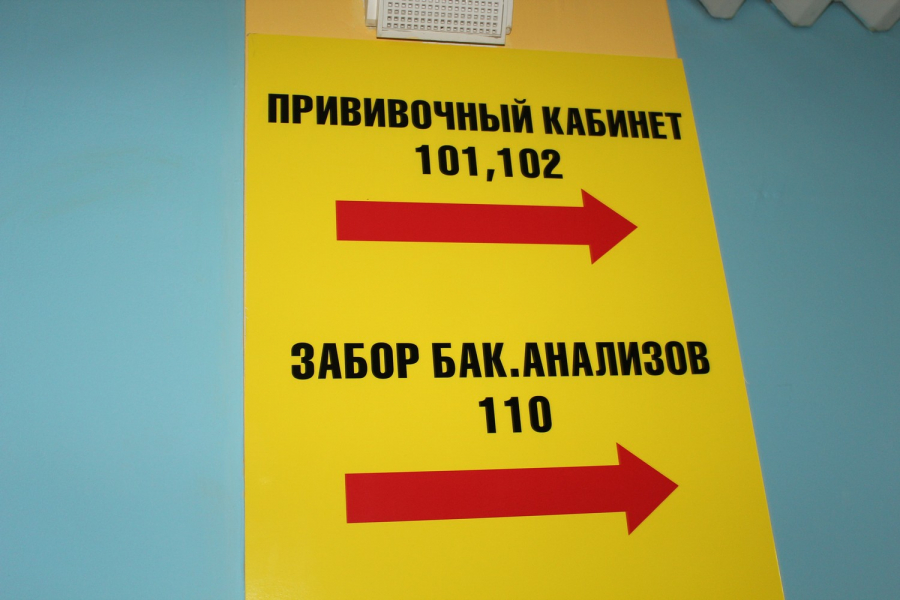 ПРИВИВОЧНЫЙ КАБИНЕТ
101,102
ЗАБОР БАК.АНАЛИЗОВ
110